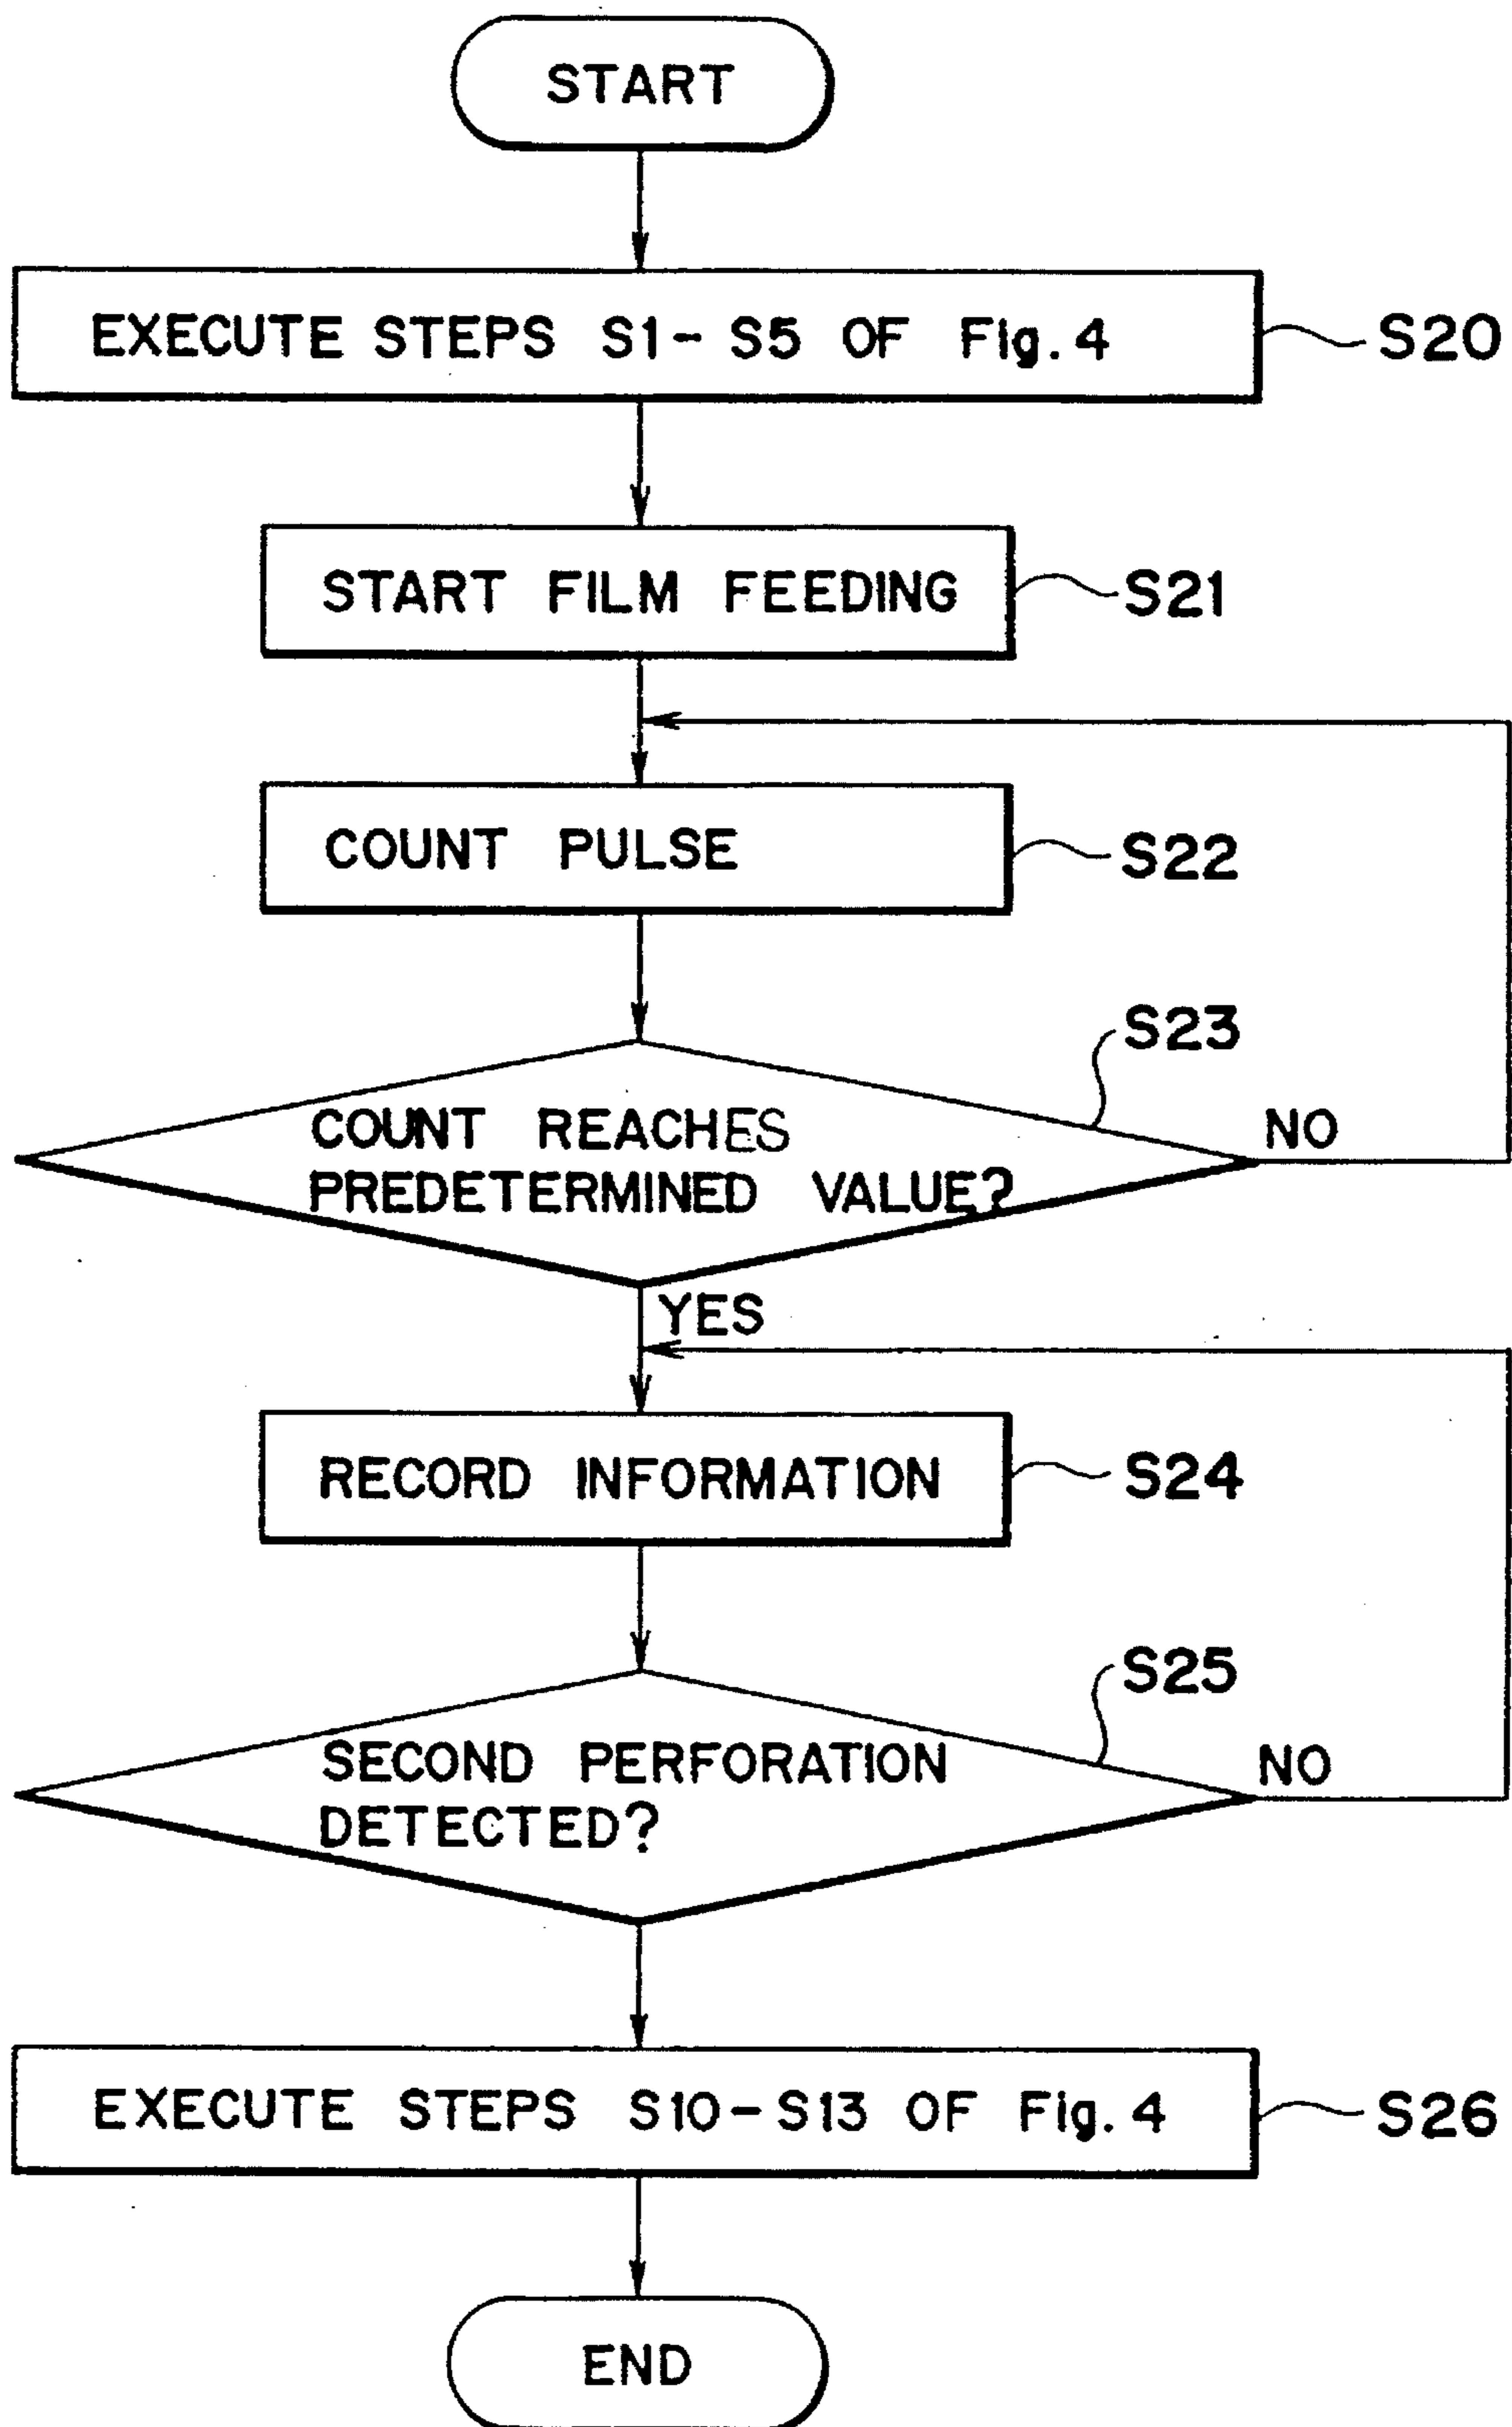 START
EXECUTE STEPS S1-S5 OF Fig. 4
S20
START FILM FEEDING
S21
COUNT PULSE
S22
S23
COUNT REACHES
PREDETERMINED VALUE?
NO
YES
RECORD INFORMATION
S24
S25
SECOND PERFORATION
DETECTED?
NO
EXECUTE STEPS S10-S13 OF Fig. 4
S26
END